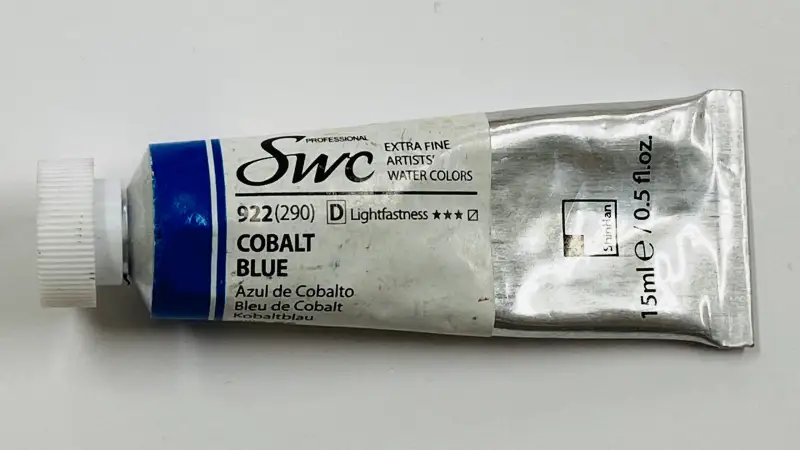 PROFESSIONAL
Swc
EXTRA FINE
ARTISTS'
WATER COLORS
922(290) D Lightfastness ★★★
COBALT
BLUE
Azul de Cobalto
Bleu de Cobalt
Kobaltblau
ShinHan
15ml e / 0.5 fl.oz.